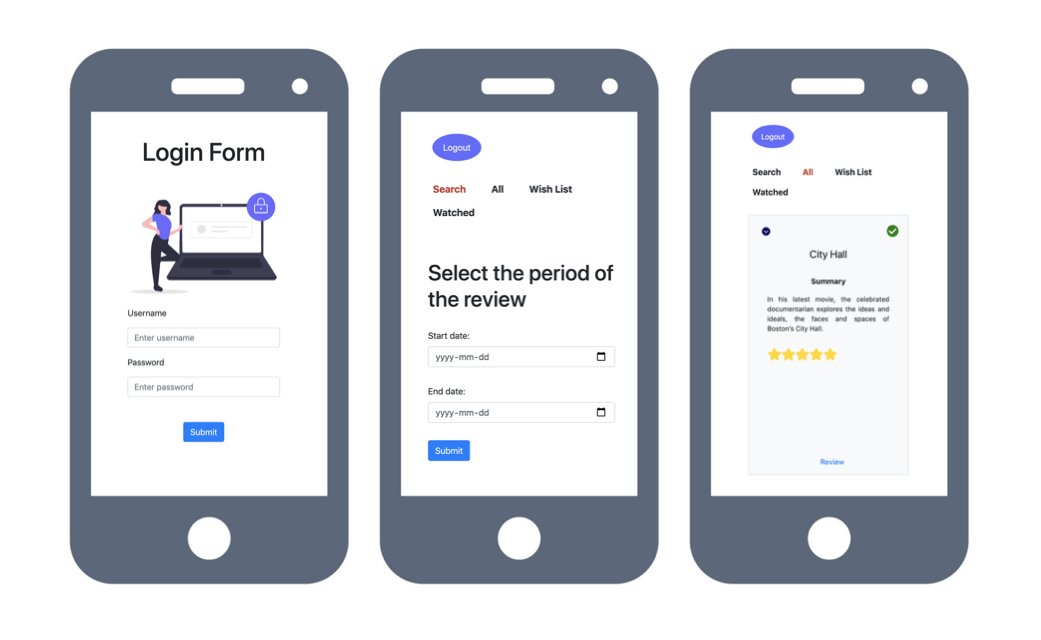 Login Form
Username
Enter username
Password
Enter password
Submit
Logout
Search All Wish List
Watched
Select the period of
the review
Start date:
yyyy-mm-dd
End date:
yyyy-mm-dd
Submit
Logout
Search All Wish List
Watched
City Hall
Summary
In his latest movie, the celebrated
documentarian explores the ideas and
ideals, the faces and spaces of
Boston's City Hall.
Review